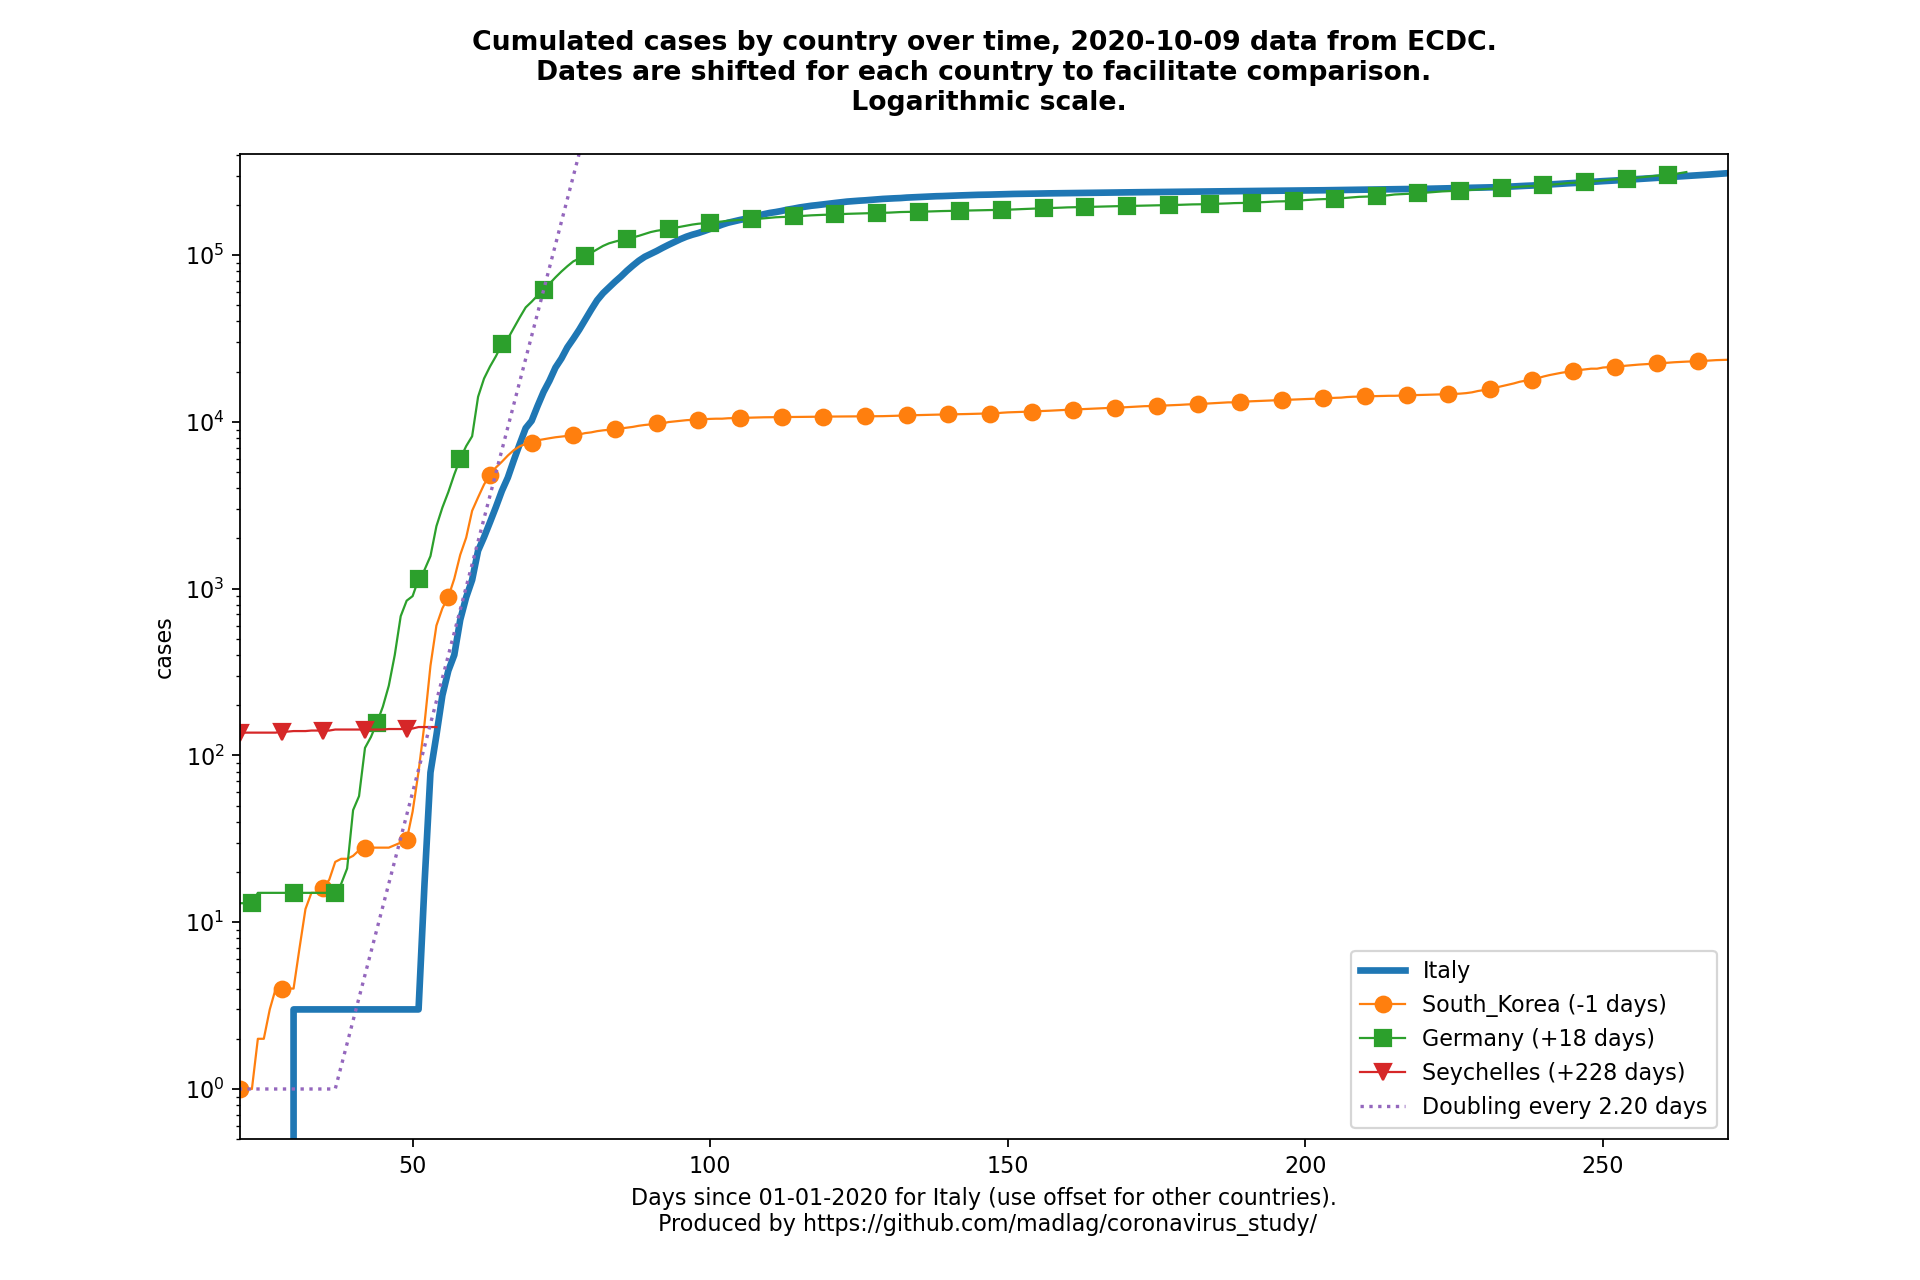 Cumulated cases by country over time, 2020-10-09 data from ECDC.
Dates are shifted for each country to facilitate comparison.
Logarithmic scale.
10^5
10^4
10^3
10^2
10^1
10^0
cases
Italy
South_Korea (-1 days)
Germany (+18 days)
Seychelles (+228 days)
Doubling every 2.20 days
50
100
150
200
250
Days since 01-01-2020 for Italy (use offset for other countries).
Produced by https://github.com/madlag/coronavirus_study/